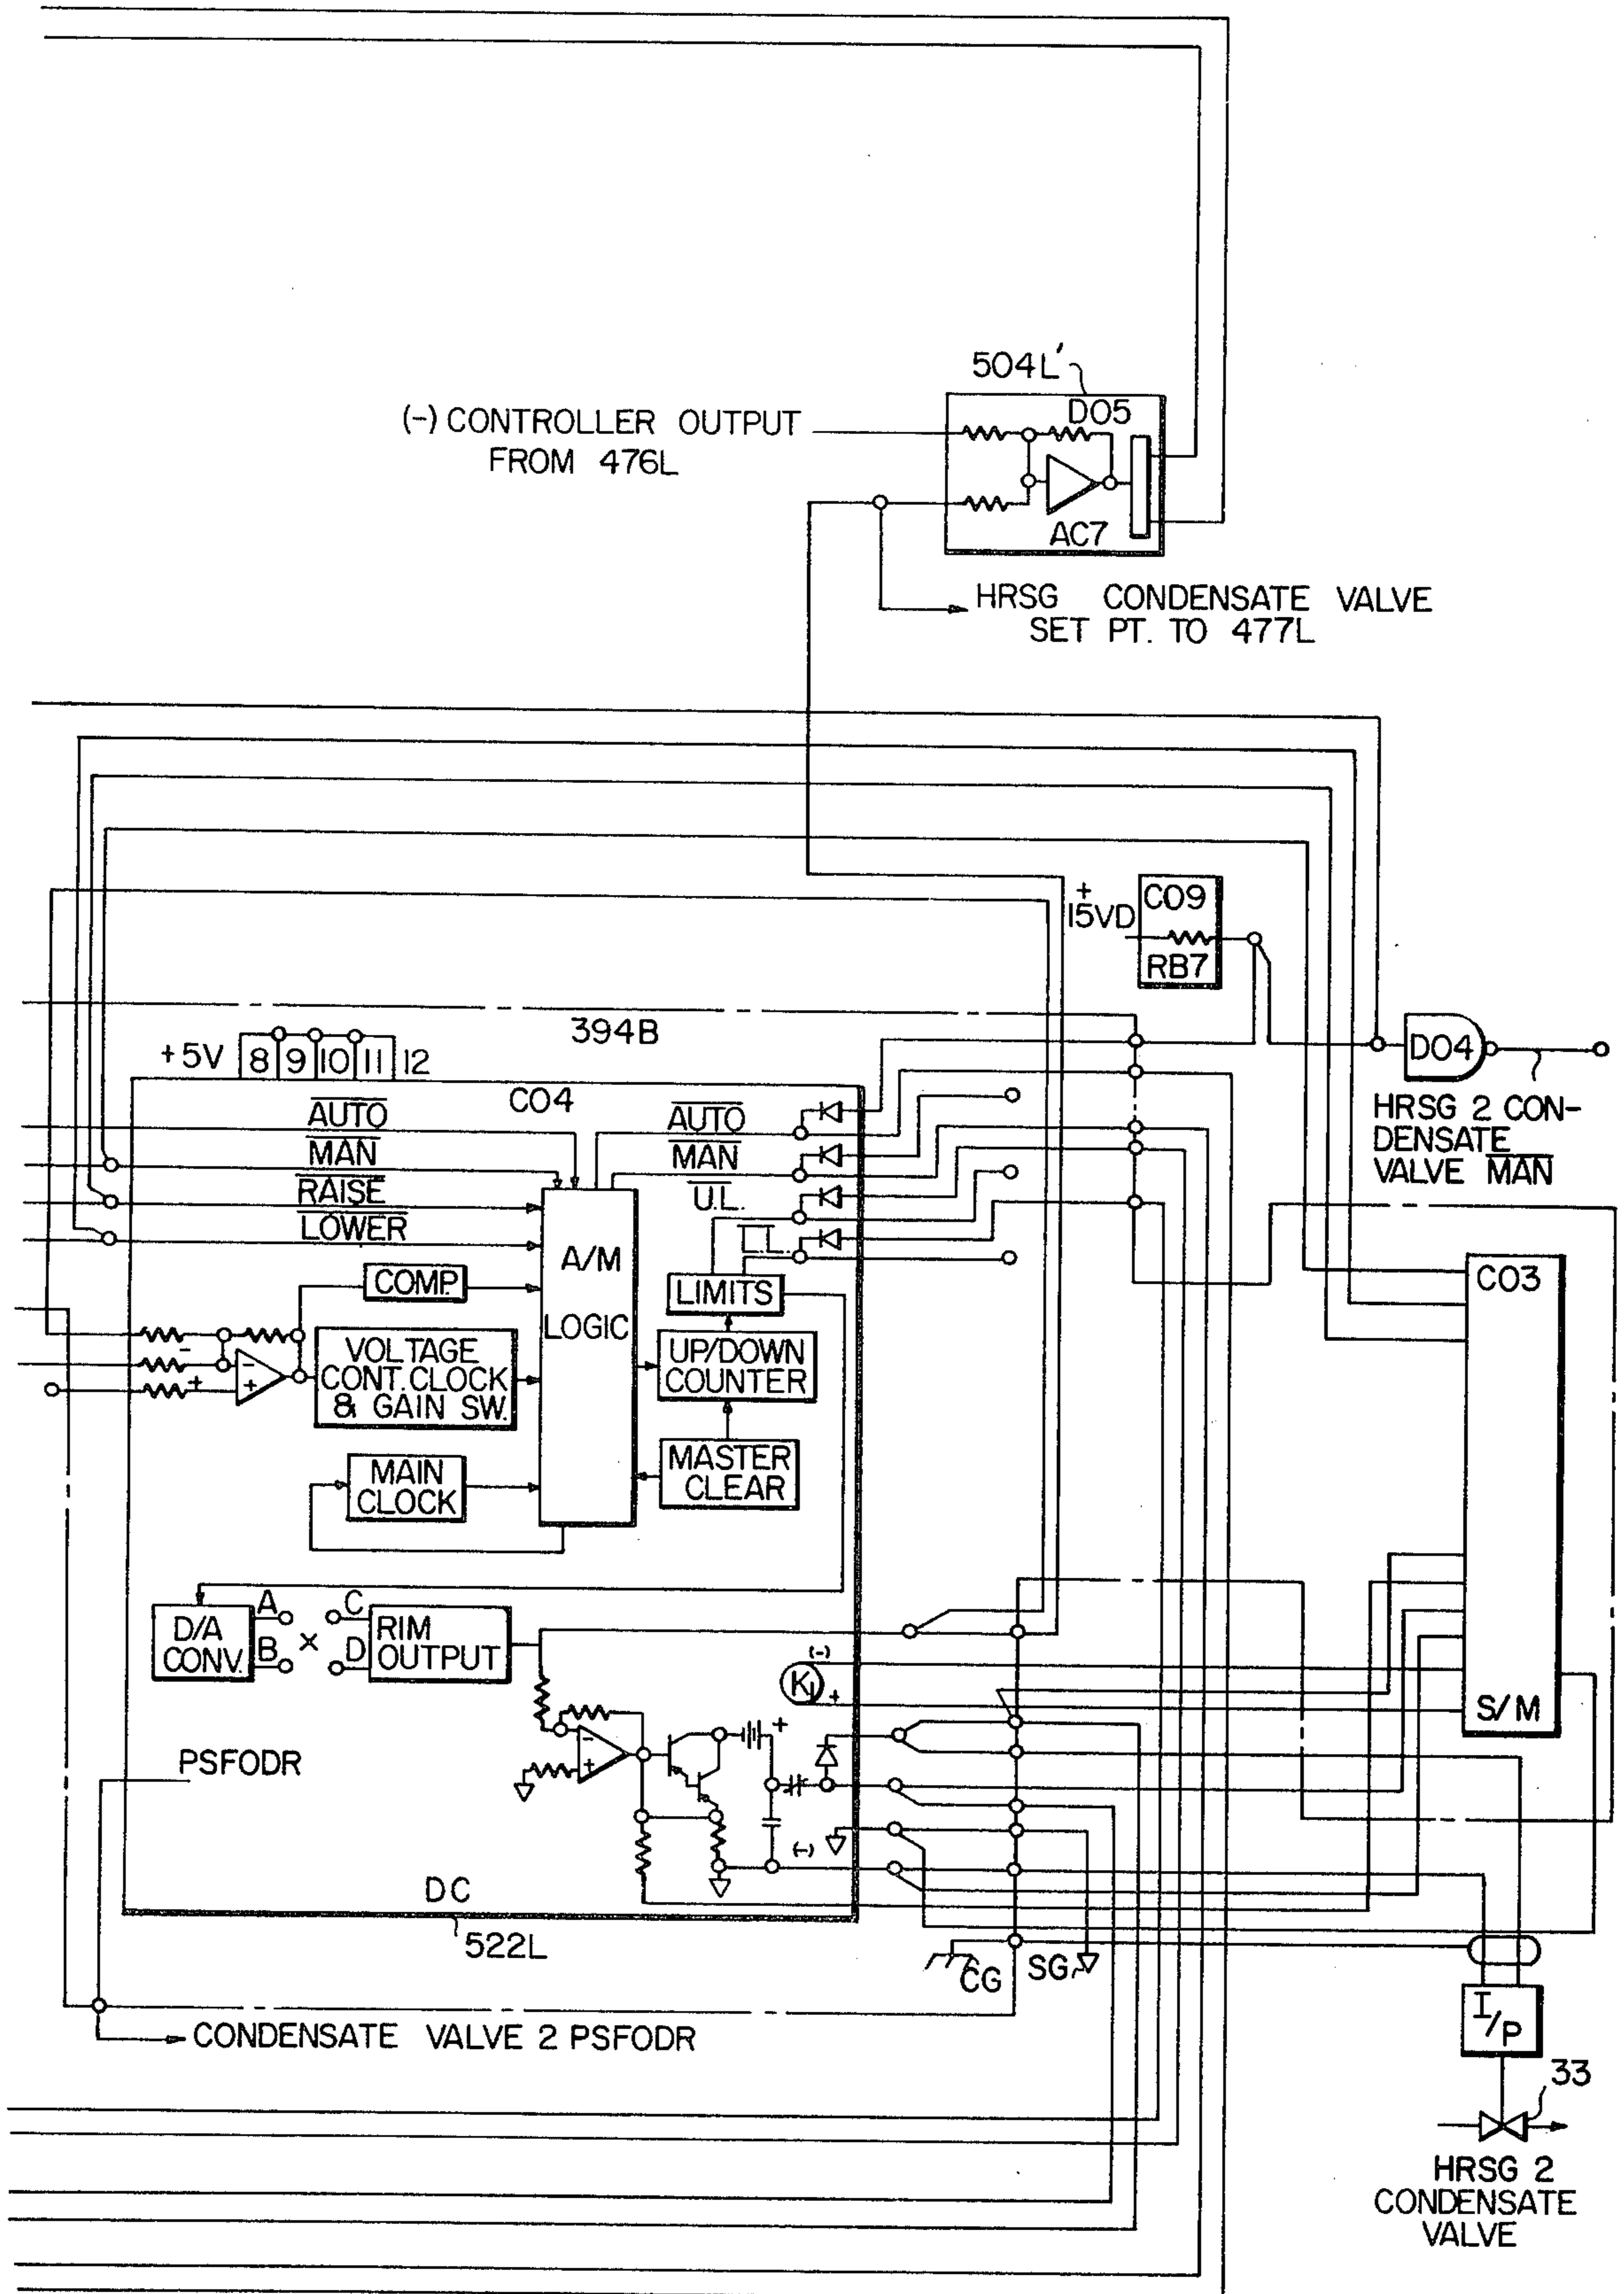 504L'
DO5
(-) CONTROLLER OUTPUT
FROM 476L
AC7
HRSG CONDENSATE VALVE
SET PT. TO 477L
+
15VD
CO9
RB7
394B
+5V 8 9 10 11 12
CO4
DO4
HRSG 2 CON-
DENSATE
VALVE MAN
AUTO
MAN
RAISE
LOWER
AUTO
MAN
U.L.
L.L.
A/M
LOGIC
COMP.
LIMITS
VOLTAGE
CONT. CLOCK
& GAIN SW.
UP/DOWN
COUNTER
- - + +
MAIN
CLOCK
MASTER
CLEAR
CO3
S/M
D/A
CONV.
A
B
×
C
D
RIM
OUTPUT
(-)
K1
+
PSFODR
-
+
+
(-)
DC
522L
CG
SG
I/P
CONDENSATE VALVE 2 PSFODR
33
HRSG 2
CONDENSATE
VALVE